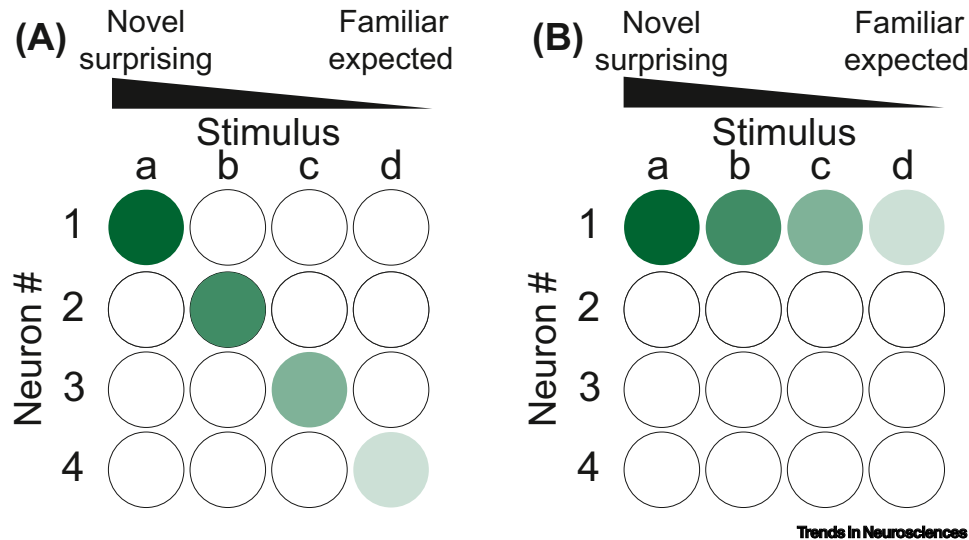 (A)
Novel
surprising
Familiar
expected
Stimulus
a b c d
Neuron #
1
2
3
4
(B)
Novel
surprising
Familiar
expected
Stimulus
a b c d
Neuron #
1
2
3
4
Trends in Neurosciences